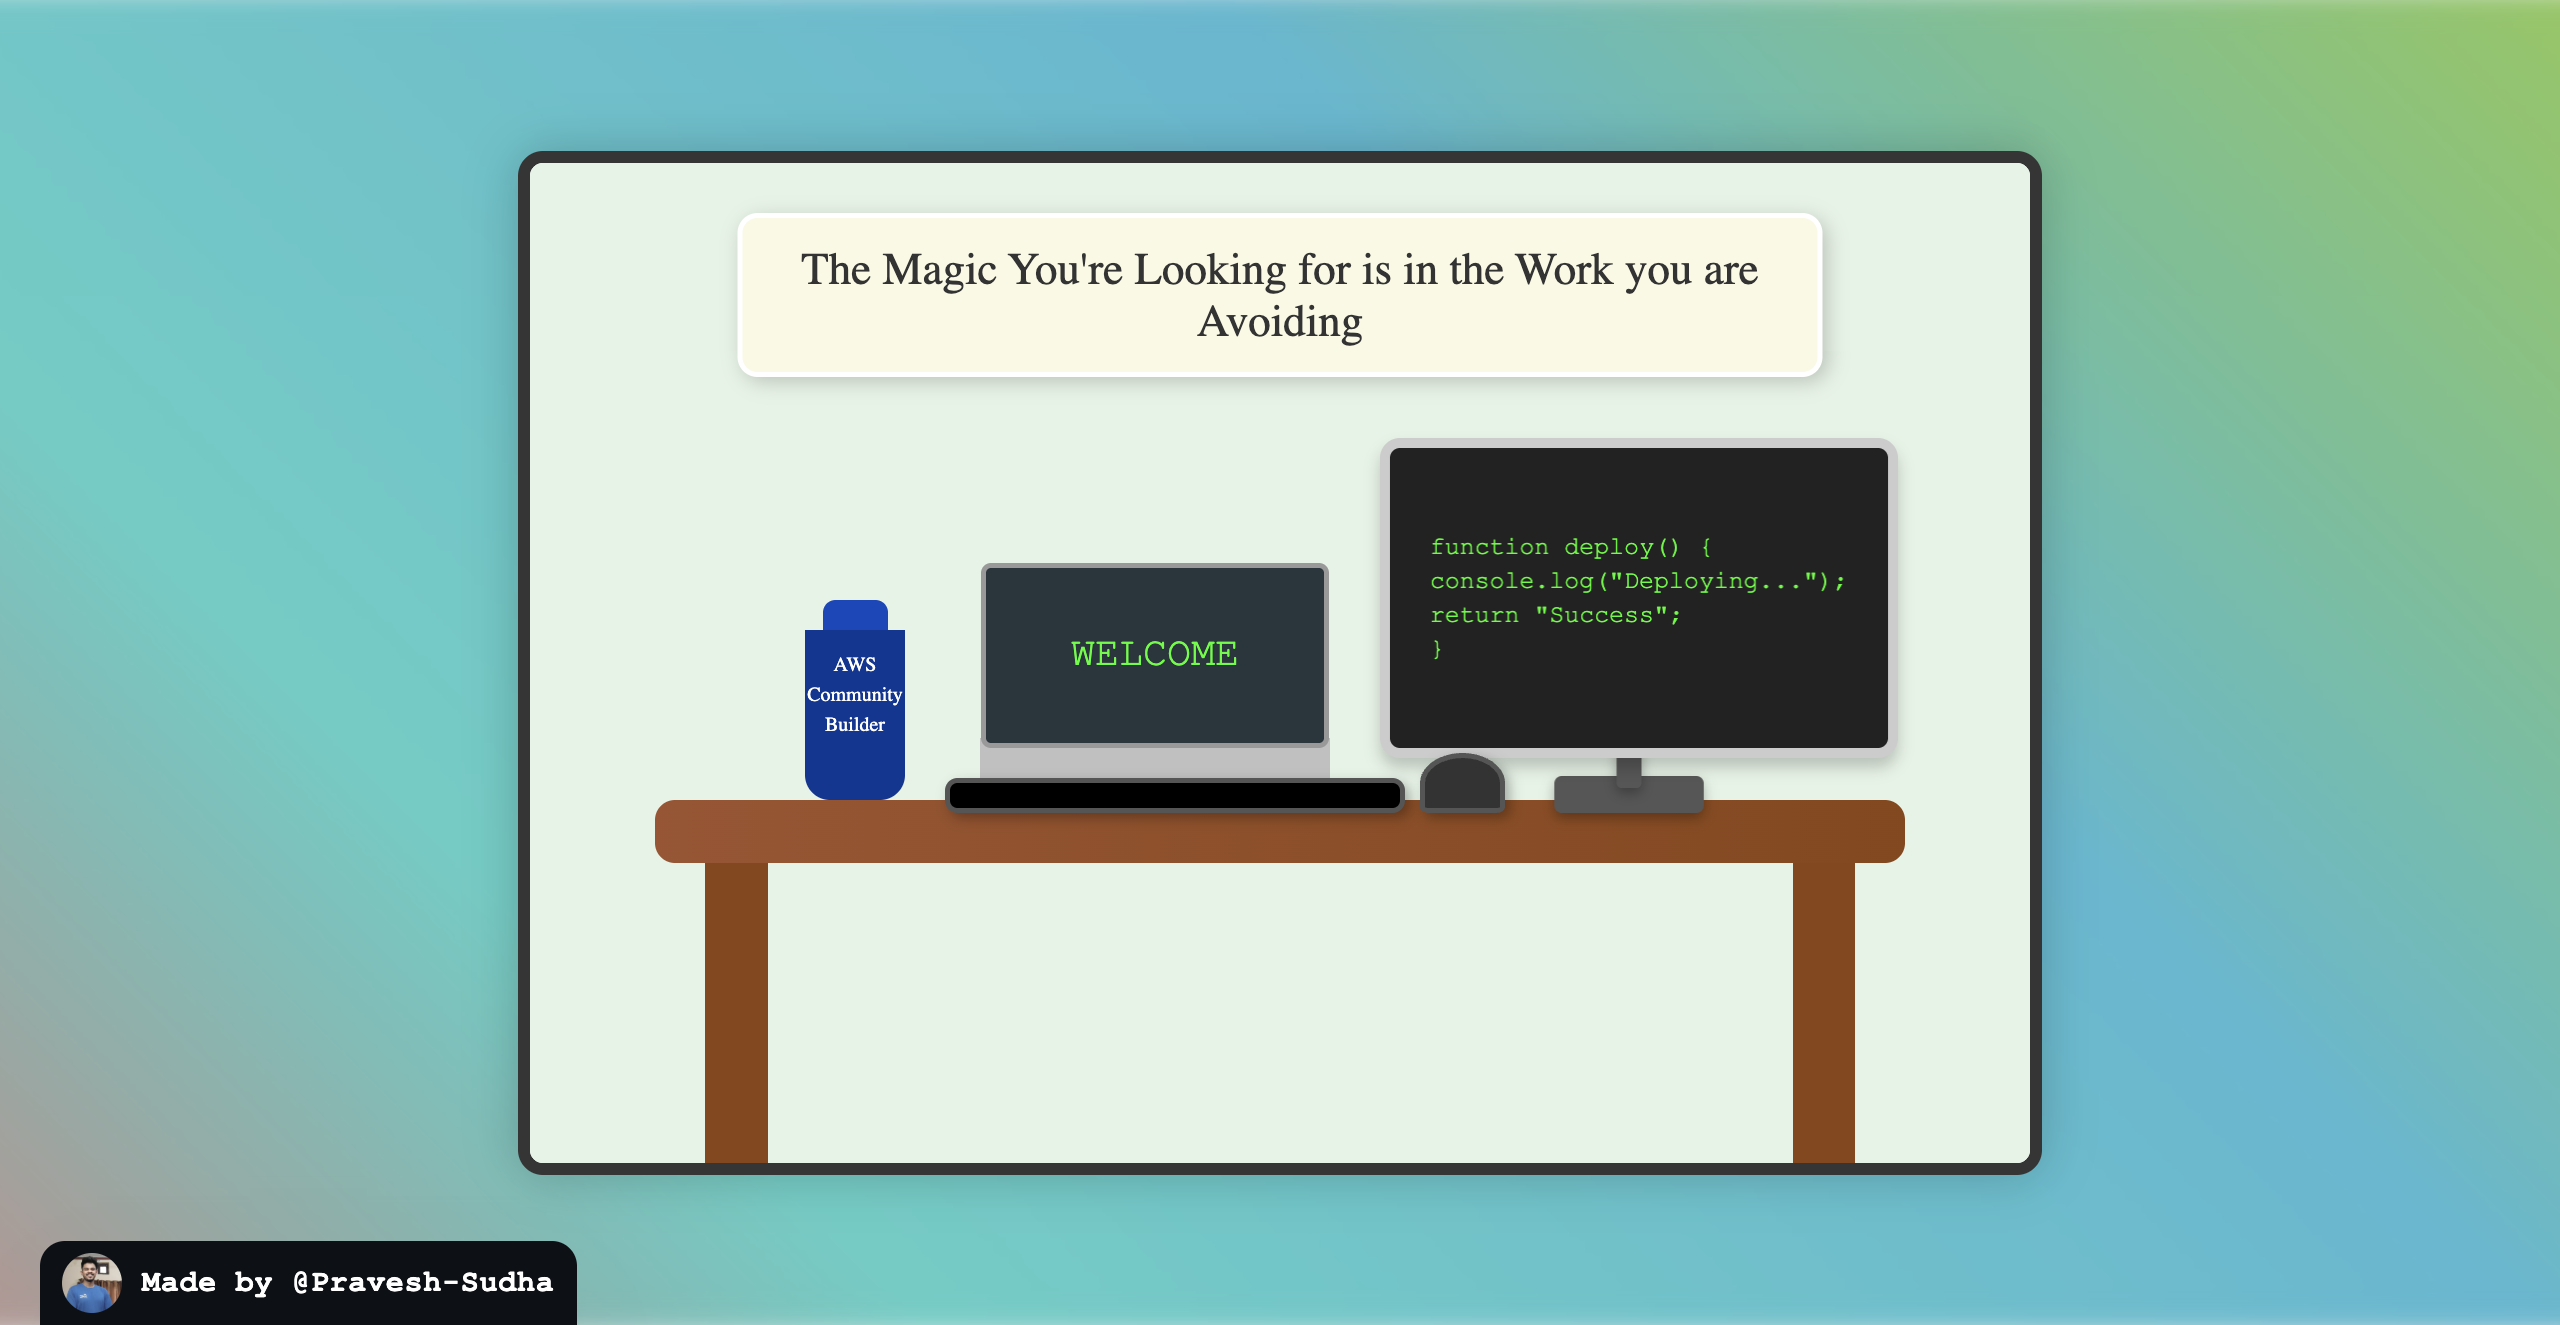 The Magic You're Looking for is in the Work you are
Avoiding
AWS
Community
Builder
WELCOME
function deploy() {
console.log("Deploying...");
return "Success";
}
Made by @Pravesh-Sudha